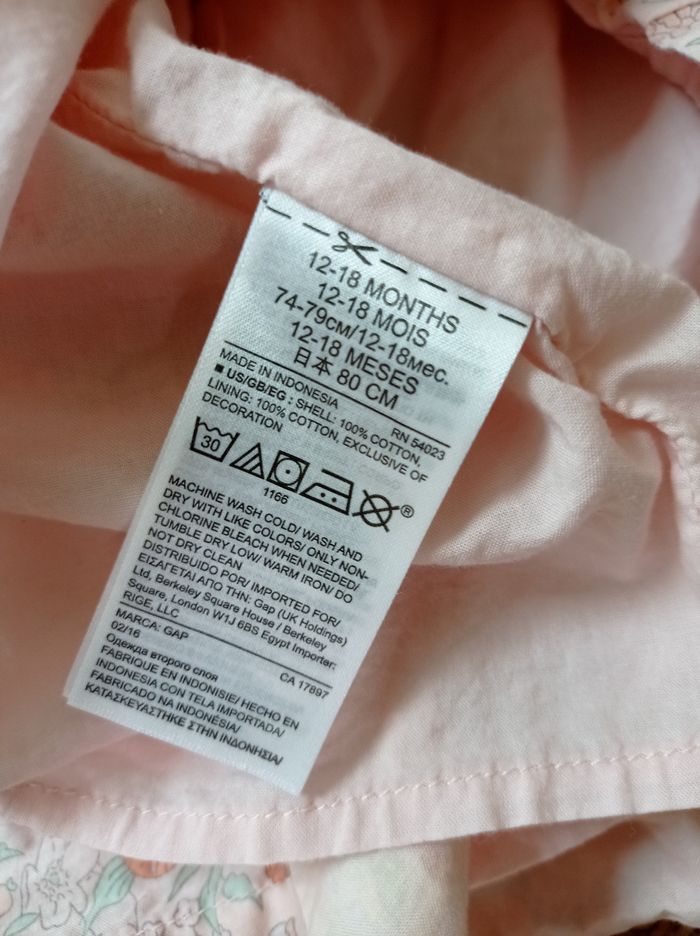 12-18 MONTHS
12-18 MOIS
74-79см/12-18мес.
12-18 MESES
日本 80 CM
MADE IN INDONESIA RN 54023
■ US/GB/EG : SHELL: 100% COTTON,
LINING: 100% COTTON, EXCLUSIVE OF
DECORATION
30
®
1166
MACHINE WASH COLD/ WASH AND
DRY WITH LIKE COLORS/ ONLY NON-
CHLORINE BLEACH WHEN NEEDED/
TUMBLE DRY LOW/ WARM IRON/ DO
NOT DRY CLEAN
DISTRIBUIDO POR/ IMPORTED FOR/
ΕΙΣΑΓΕΤΑΙ ΑΠΟ ΤΗΝ: Gap (UK Holdings)
Ltd, Berkeley Square House / Berkeley
Square, London W1J 6BS Egypt Importer:
RIGE, LLC
MARCA: GAP CA 17897
02/16
Одежда второго слоя
FABRIQUE EN INDONISIE/ HECHO EN
INDONESIA CON TELA IMPORTADA/
FABRICADO NA INDONÉSIA/
ΚΑΤΑΣΚΕΥΑΣΤΗΚΕ ΣΤΗΝ ΙΝΔΟΝΗΣΙΑ/